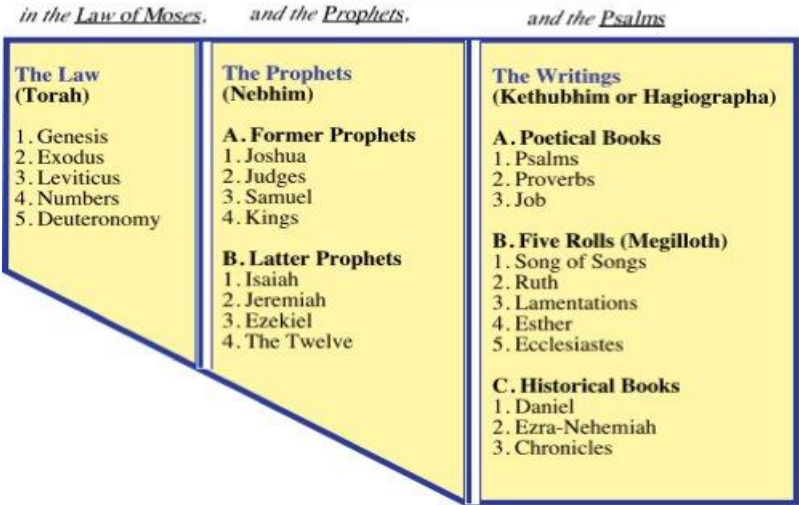 in the Law of Moses,
and the Prophets,
and the Psalms
The Law
(Torah)
1. Genesis
2. Exodus
3. Leviticus
4. Numbers
5. Deuteronomy
The Prophets
(Nebhim)
A. Former Prophets
1. Joshua
2. Judges
3. Samuel
4. Kings
B. Latter Prophets
1. Isaiah
2. Jeremiah
3. Ezekiel
4. The Twelve
The Writings
(Kethubhim or Hagiographa)
A. Poetical Books
1. Psalms
2. Proverbs
3. Job
B. Five Rolls (Megilloth)
1. Song of Songs
2. Ruth
3. Lamentations
4. Esther
5. Ecclesiastes
C. Historical Books
1. Daniel
2. Ezra-Nehemiah
3. Chronicles